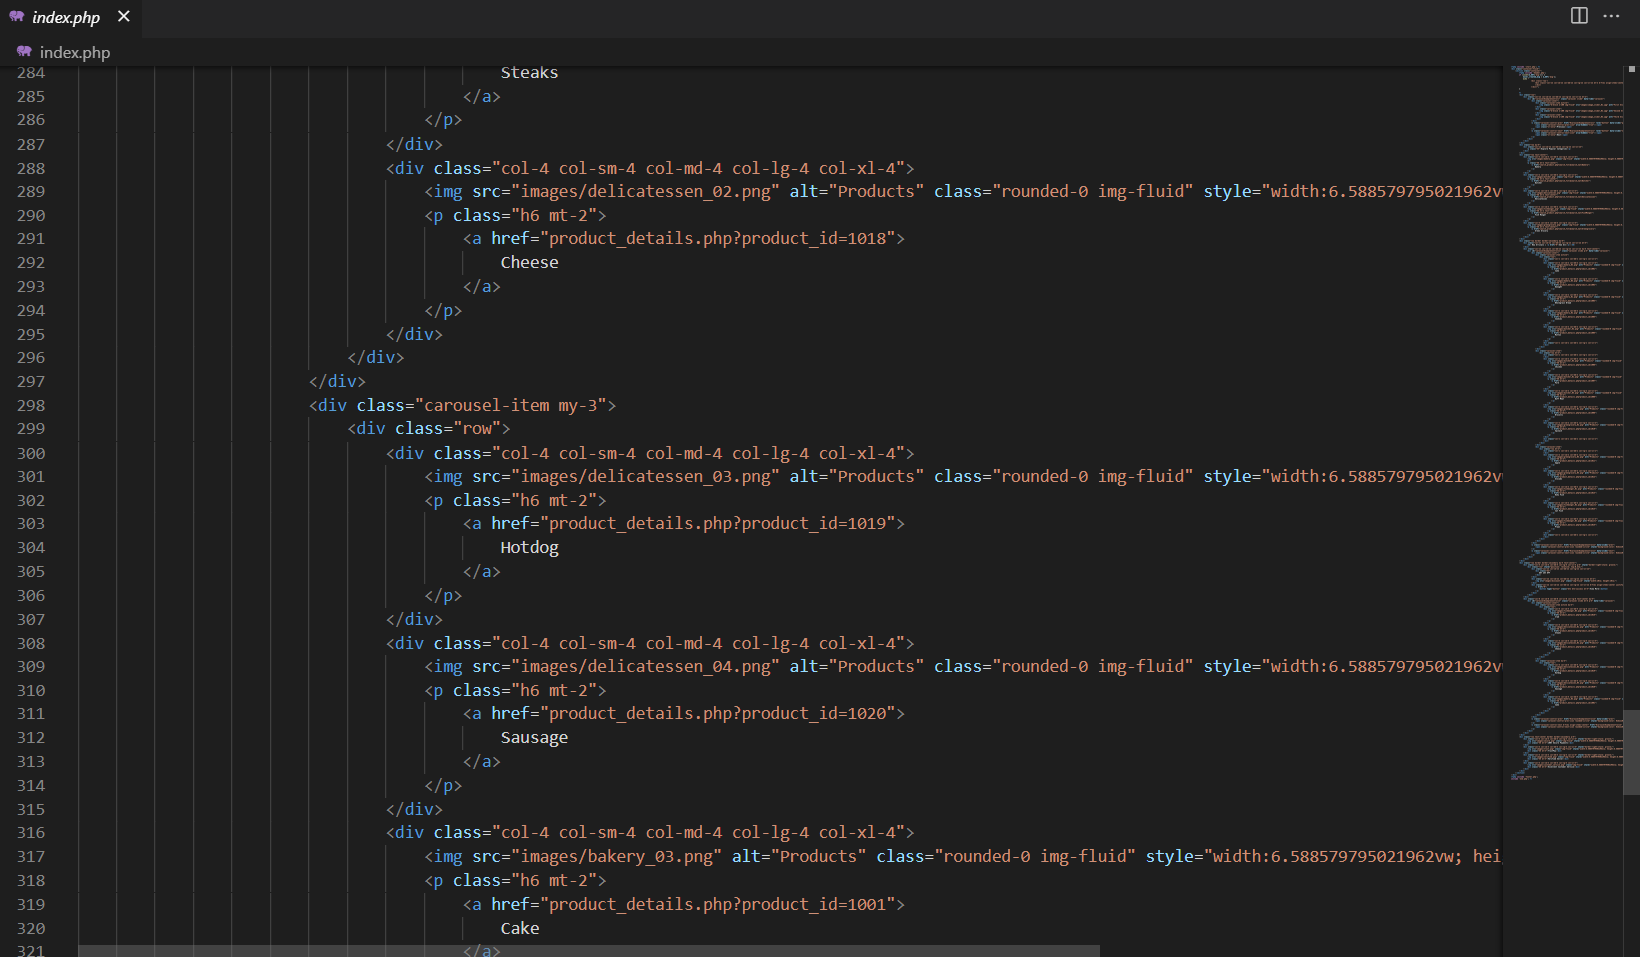 index.php
index.php
284 Steaks
285 </a>
286 </p>
287 </div>
288 <div class="col-4 col-sm-4 col-md-4 col-lg-4 col-xl-4">
289 <img src="images/delicatessen_02.png" alt="Products" class="rounded-0 img-fluid" style="width:6.588579795021962v
290 <p class="h6 mt-2">
291 <a href="product_details.php?product_id=1018">
292 Cheese
293 </a>
294 </p>
295 </div>
296 </div>
297 </div>
298 <div class="carousel-item my-3">
299 <div class="row">
300 <div class="col-4 col-sm-4 col-md-4 col-lg-4 col-xl-4">
301 <img src="images/delicatessen_03.png" alt="Products" class="rounded-0 img-fluid" style="width:6.588579795021962v
302 <p class="h6 mt-2">
303 <a href="product_details.php?product_id=1019">
304 Hotdog
305 </a>
306 </p>
307 </div>
308 <div class="col-4 col-sm-4 col-md-4 col-lg-4 col-xl-4">
309 <img src="images/delicatessen_04.png" alt="Products" class="rounded-0 img-fluid" style="width:6.588579795021962v
310 <p class="h6 mt-2">
311 <a href="product_details.php?product_id=1020">
312 Sausage
313 </a>
314 </p>
315 </div>
316 <div class="col-4 col-sm-4 col-md-4 col-lg-4 col-xl-4">
317 <img src="images/bakery_03.png" alt="Products" class="rounded-0 img-fluid" style="width:6.588579795021962vw; hei
318 <p class="h6 mt-2">
319 <a href="product_details.php?product_id=1001">
320 Cake
321 </a>